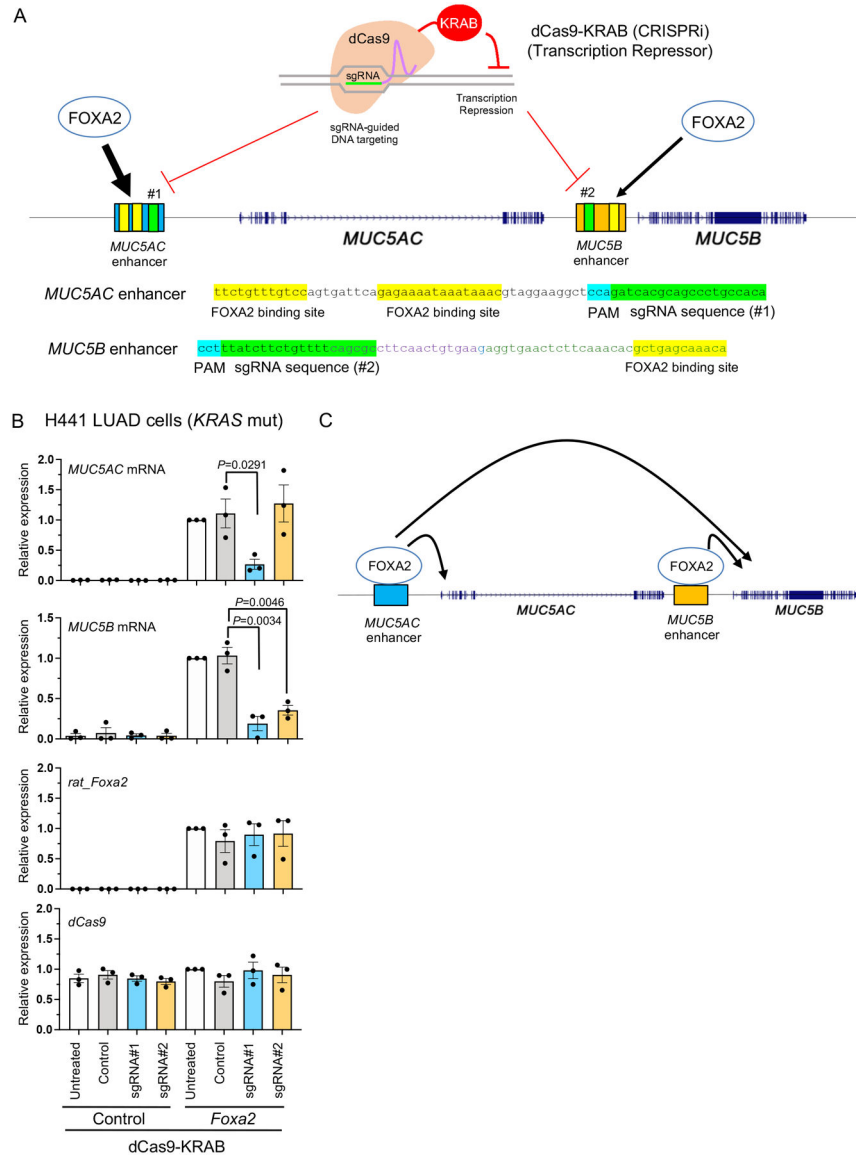 A
KRAB
dCas9
dCas9-KRAB (CRISPRi)
(Transcription Repressor)
sgRNA
Transcription
Repression
sgRNA-guided
DNA targeting
FOXA2
FOXA2
#1
#2
MUC5AC
enhancer
MUC5AC
MUC5B
enhancer
MUC5B
MUC5AC enhancer
ttctgtttgtccagtgattcagagaaaataaataaacgtaggaaggctccagatcacgcagccctgccaca
FOXA2 binding site
FOXA2 binding site
PAM
sgRNA sequence (#1)
MUC5B enhancer
cctttatcttctgttttcagcgccttcaactgtgaagaggtgaactcttcaaacacgctgagcaaaca
PAM
sgRNA sequence (#2)
FOXA2 binding site
B
H441 LUAD cells (KRAS mut)
Relative expression
2.0
1.5
1.0
0.5
0.0
MUC5AC mRNA
P=0.0291
Relative expression
1.5
1.0
0.5
0.0
MUC5B mRNA
P=0.0046
P=0.0034
Relative expression
2.0
1.5
1.0
0.5
0.0
rat_Foxa2
Relative expression
2.0
1.5
1.0
0.5
0.0
dCas9
Untreated
Control
sgRNA#1
sgRNA#2
Untreated
Control
sgRNA#1
sgRNA#2
Control
Foxa2
dCas9-KRAB
C
FOXA2
FOXA2
MUC5AC
enhancer
MUC5AC
MUC5B
enhancer
MUC5B